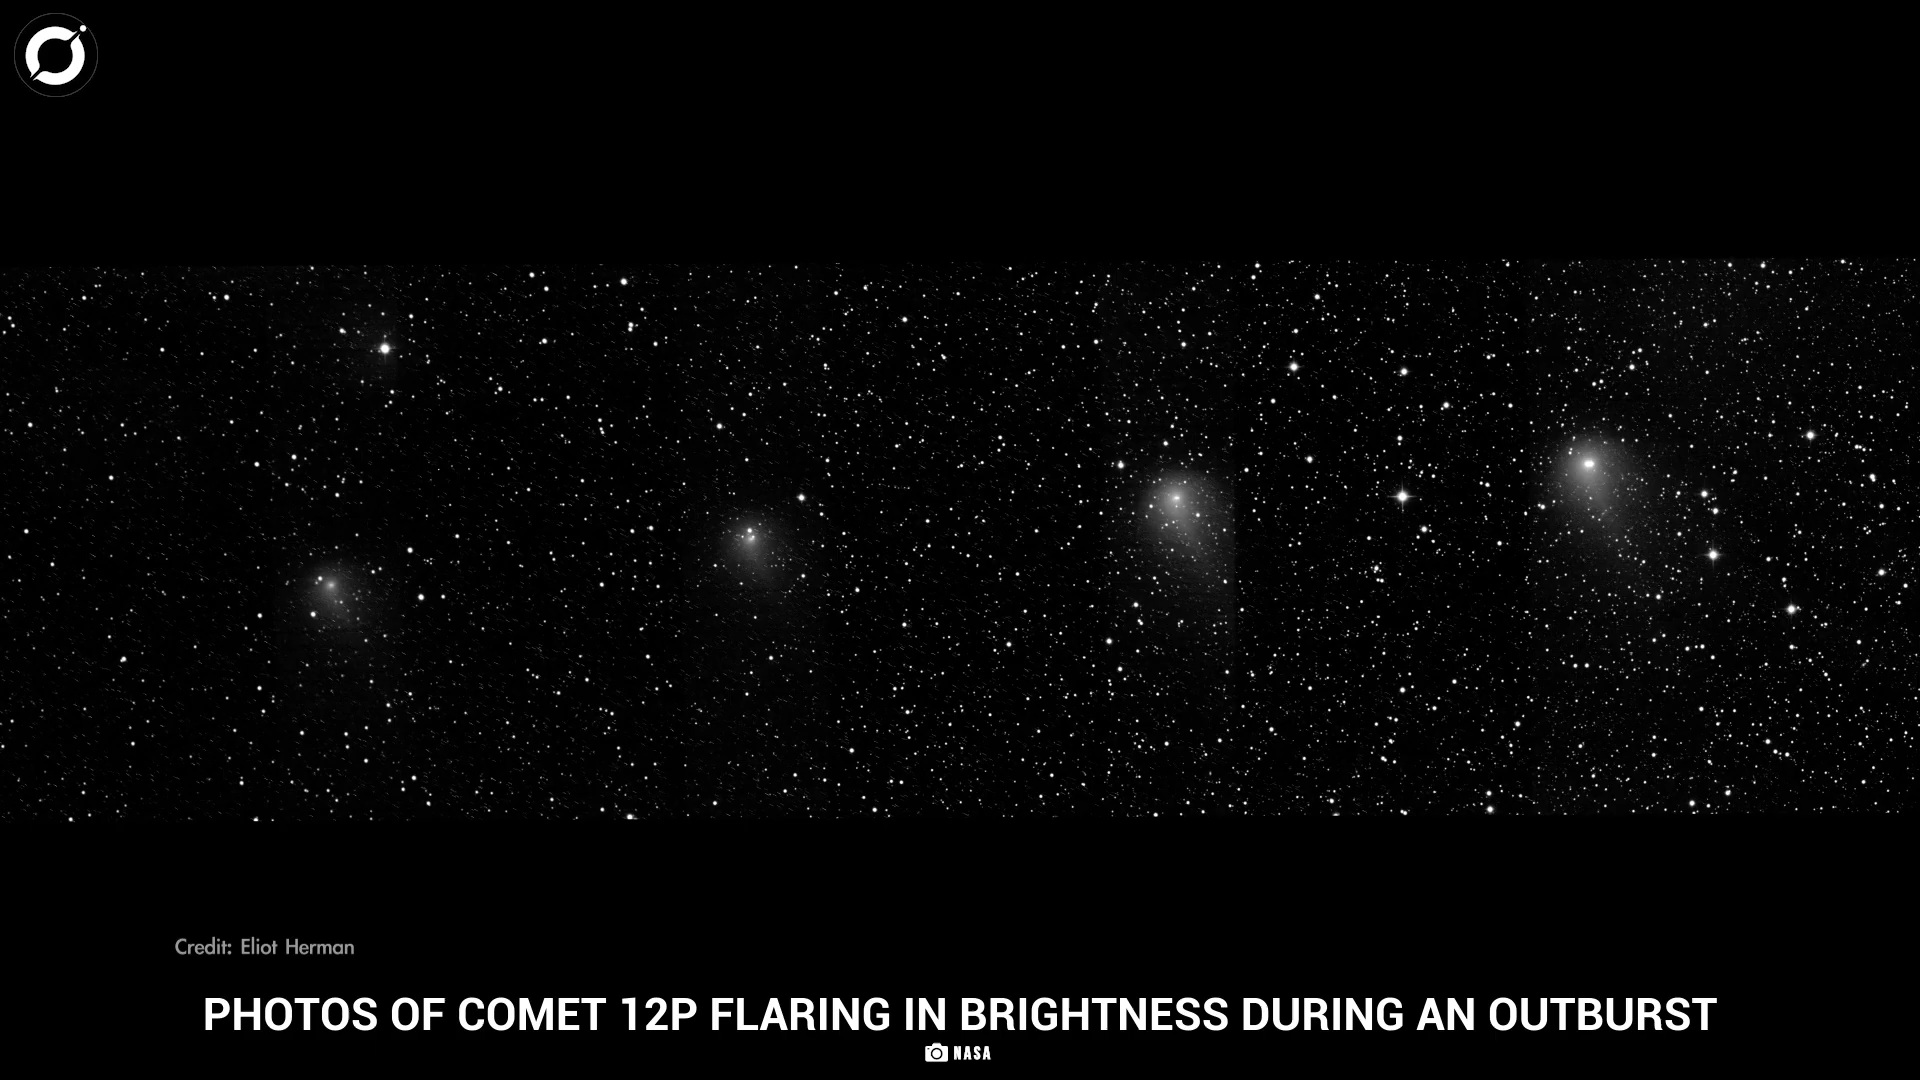 Credit: Eliot Herman
PHOTOS OF COMET 12P FLARING IN BRIGHTNESS DURING AN OUTBURST
NASA